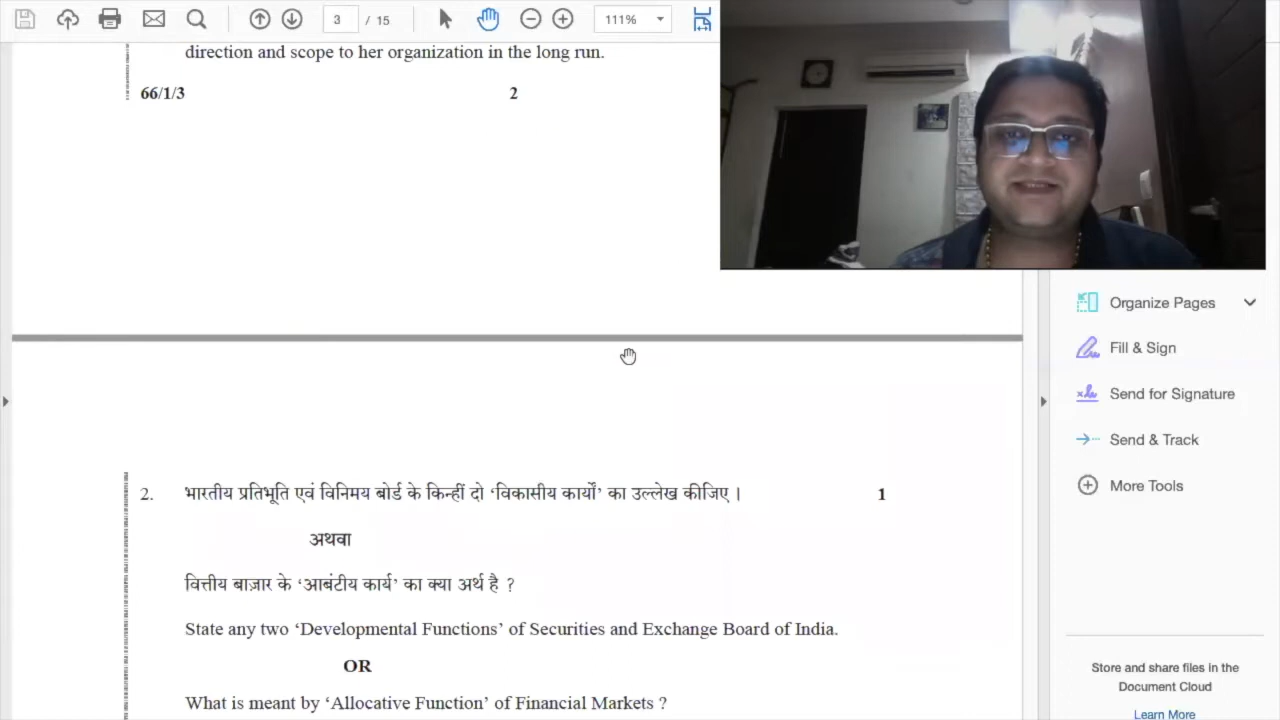 3 / 15
111%
direction and scope to her organization in the long run.
66/1/3
2
Organize Pages
Fill & Sign
Send for Signature
Send & Track
More Tools
2. भारतीय प्रतिभूति एवं विनिमय बोर्ड के किन्हीं दो ‘विकासीय कार्यों’ का उल्लेख कीजिए । 1
अथवा
वित्तीय बाज़ार के ‘आबंटीय कार्य’ का क्या अर्थ है ?
State any two ‘Developmental Functions’ of Securities and Exchange Board of India.
OR
What is meant by ‘Allocative Function’ of Financial Markets ?
Store and share files in the
Document Cloud
Learn More